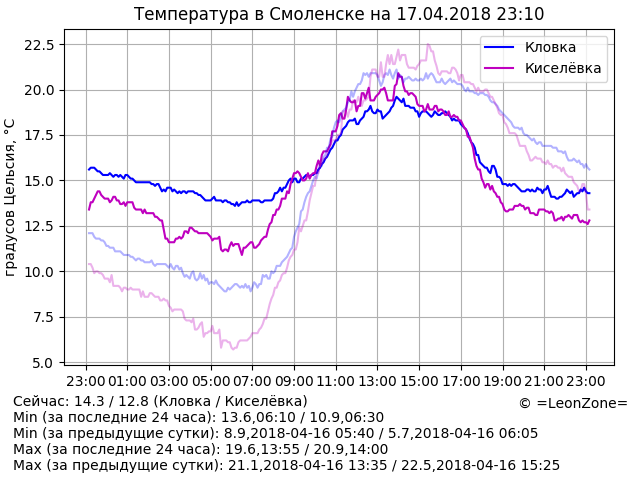 Температура в Смоленске на 17.04.2018 23:10
градусов Цельсия, °C
22.5
20.0
17.5
15.0
12.5
10.0
7.5
5.0
Кловка
Киселёвка
23:00 01:00 03:00 05:00 07:00 09:00 11:00 13:00 15:00 17:00 19:00 21:00 23:00
Сейчас: 14.3 / 12.8 (Кловка / Киселёвка)
© =LeonZone=
Min (за последние 24 часа): 13.6,06:10 / 10.9,06:30
Min (за предыдущие сутки): 8.9,2018-04-16 05:40 / 5.7,2018-04-16 06:05
Max (за последние 24 часа): 19.6,13:55 / 20.9,14:00
Max (за предыдущие сутки): 21.1,2018-04-16 13:35 / 22.5,2018-04-16 15:25